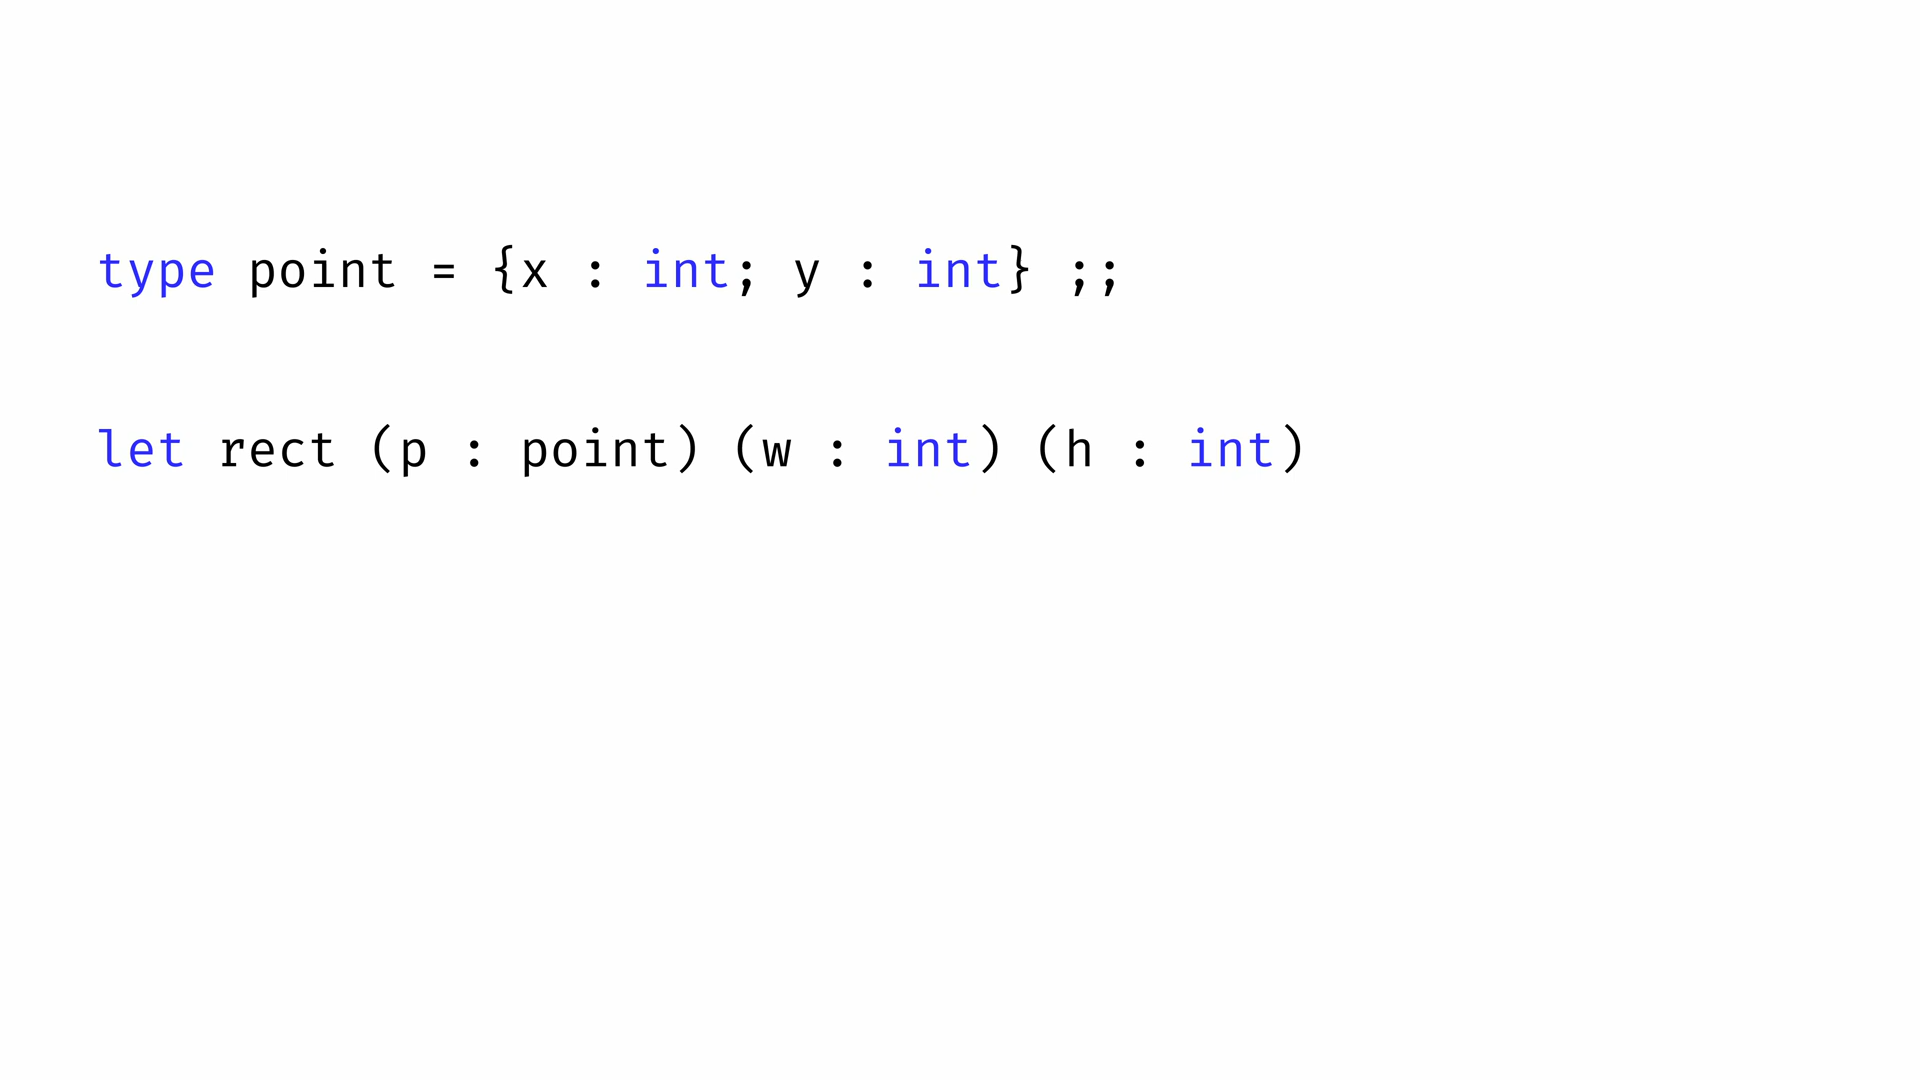 type point = {x : int; y : int} ;;
let rect (p : point) (w : int) (h : int)